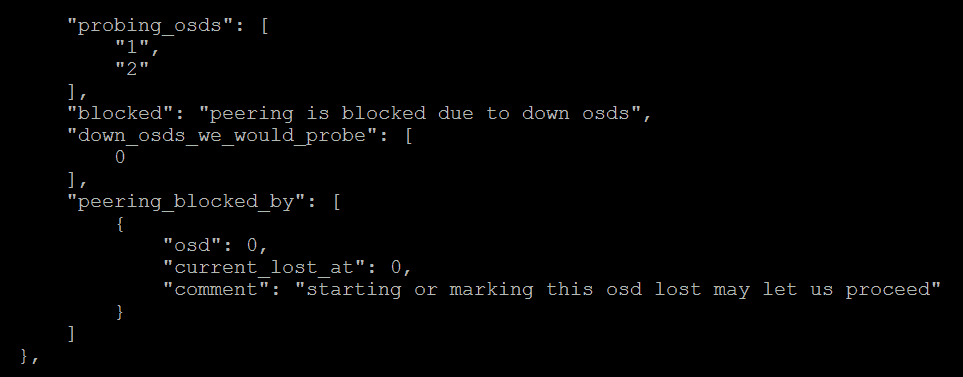 "probing_osds": [
"1",
"2"
],
"blocked": "peering is blocked due to down osds",
"down_osds_we_would_probe": [
0
],
"peering_blocked_by": [
{
"osd": 0,
"current_lost_at": 0,
"comment": "starting or marking this osd lost may let us proceed"
}
]
},